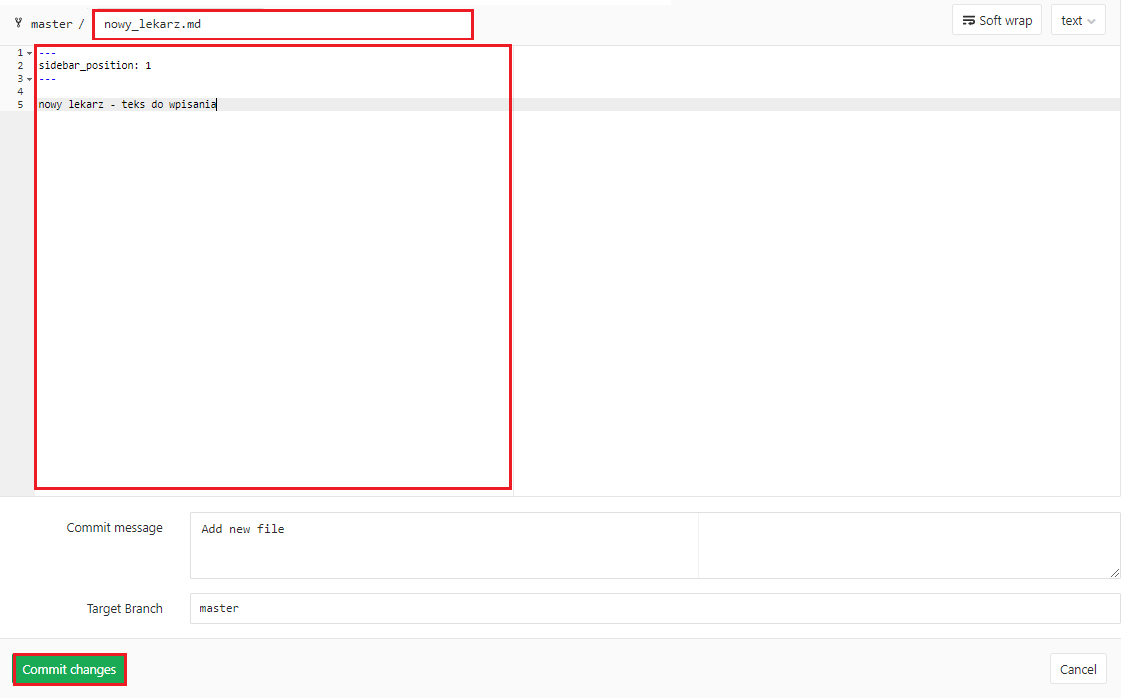 master / nowy_lekarz.md
Soft wrap
text
1 ---
2 sidebar_position: 1
3 ---
4
5 nowy lekarz - teks do wpisania
Commit message
Add new file
Target Branch
master
Commit changes
Cancel